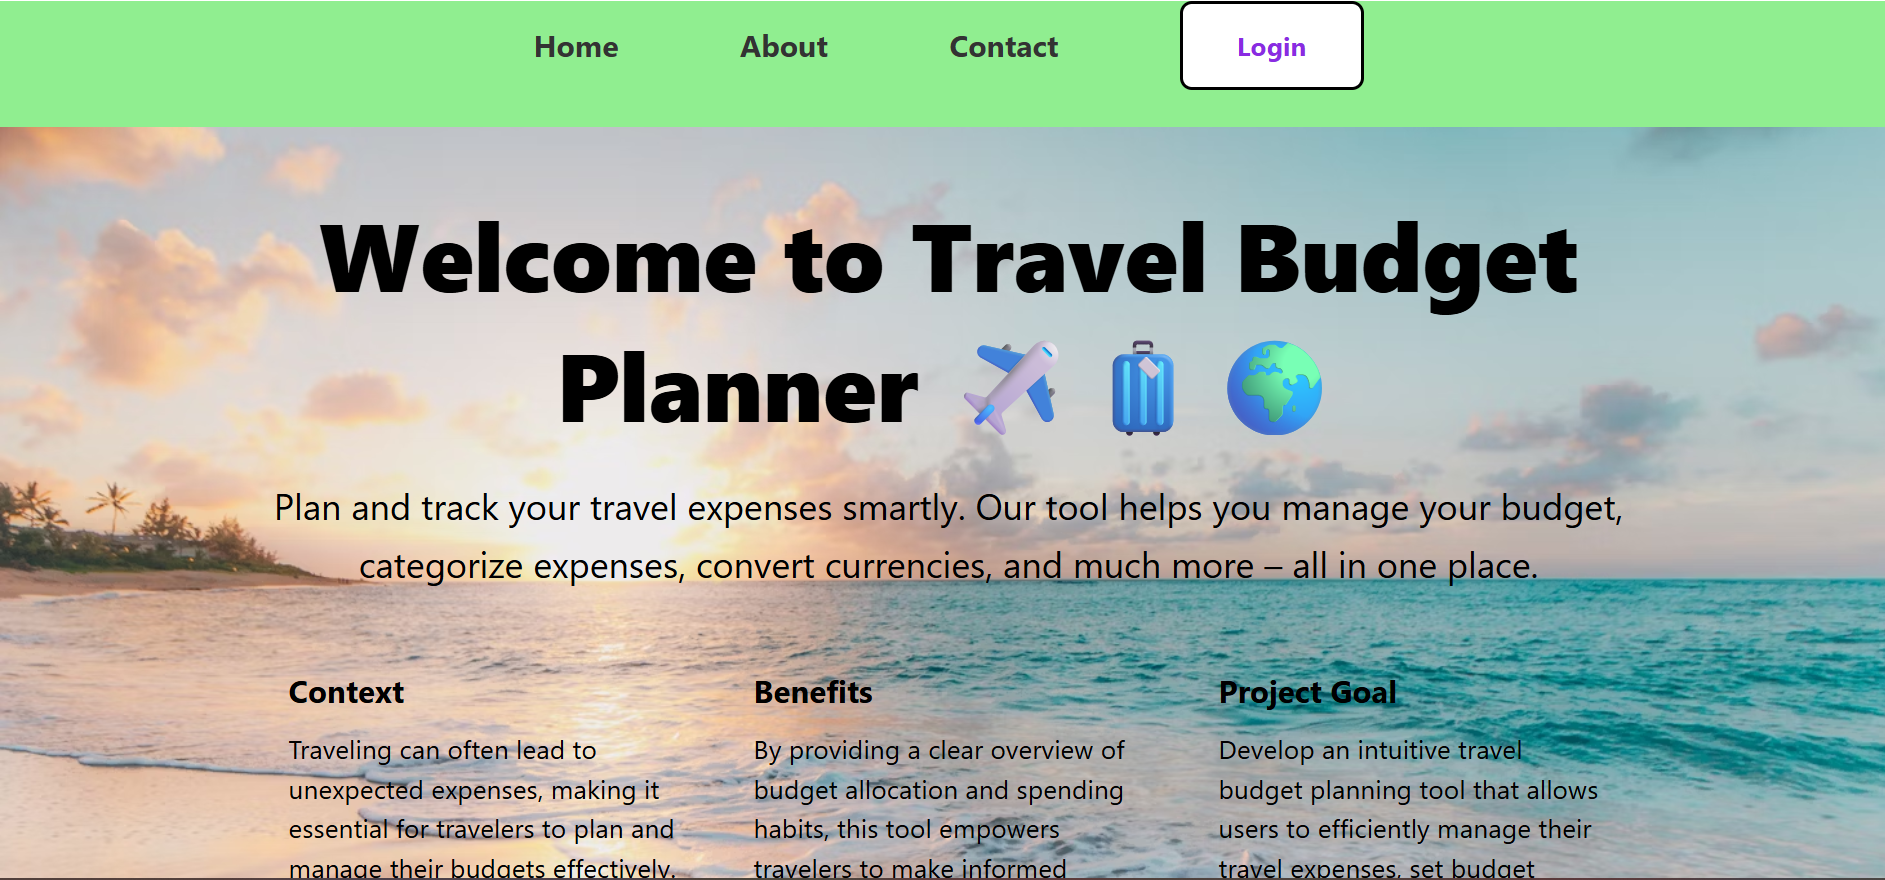 Home About Contact Login
Welcome to Travel Budget
Planner
Plan and track your travel expenses smartly. Our tool helps you manage your budget,
categorize expenses, convert currencies, and much more – all in one place.
Context
Traveling can often lead to
unexpected expenses, making it
essential for travelers to plan and
manage their budgets effectively.
Benefits
By providing a clear overview of
budget allocation and spending
habits, this tool empowers
travelers to make informed
Project Goal
Develop an intuitive travel
budget planning tool that allows
users to efficiently manage their
travel expenses, set budget